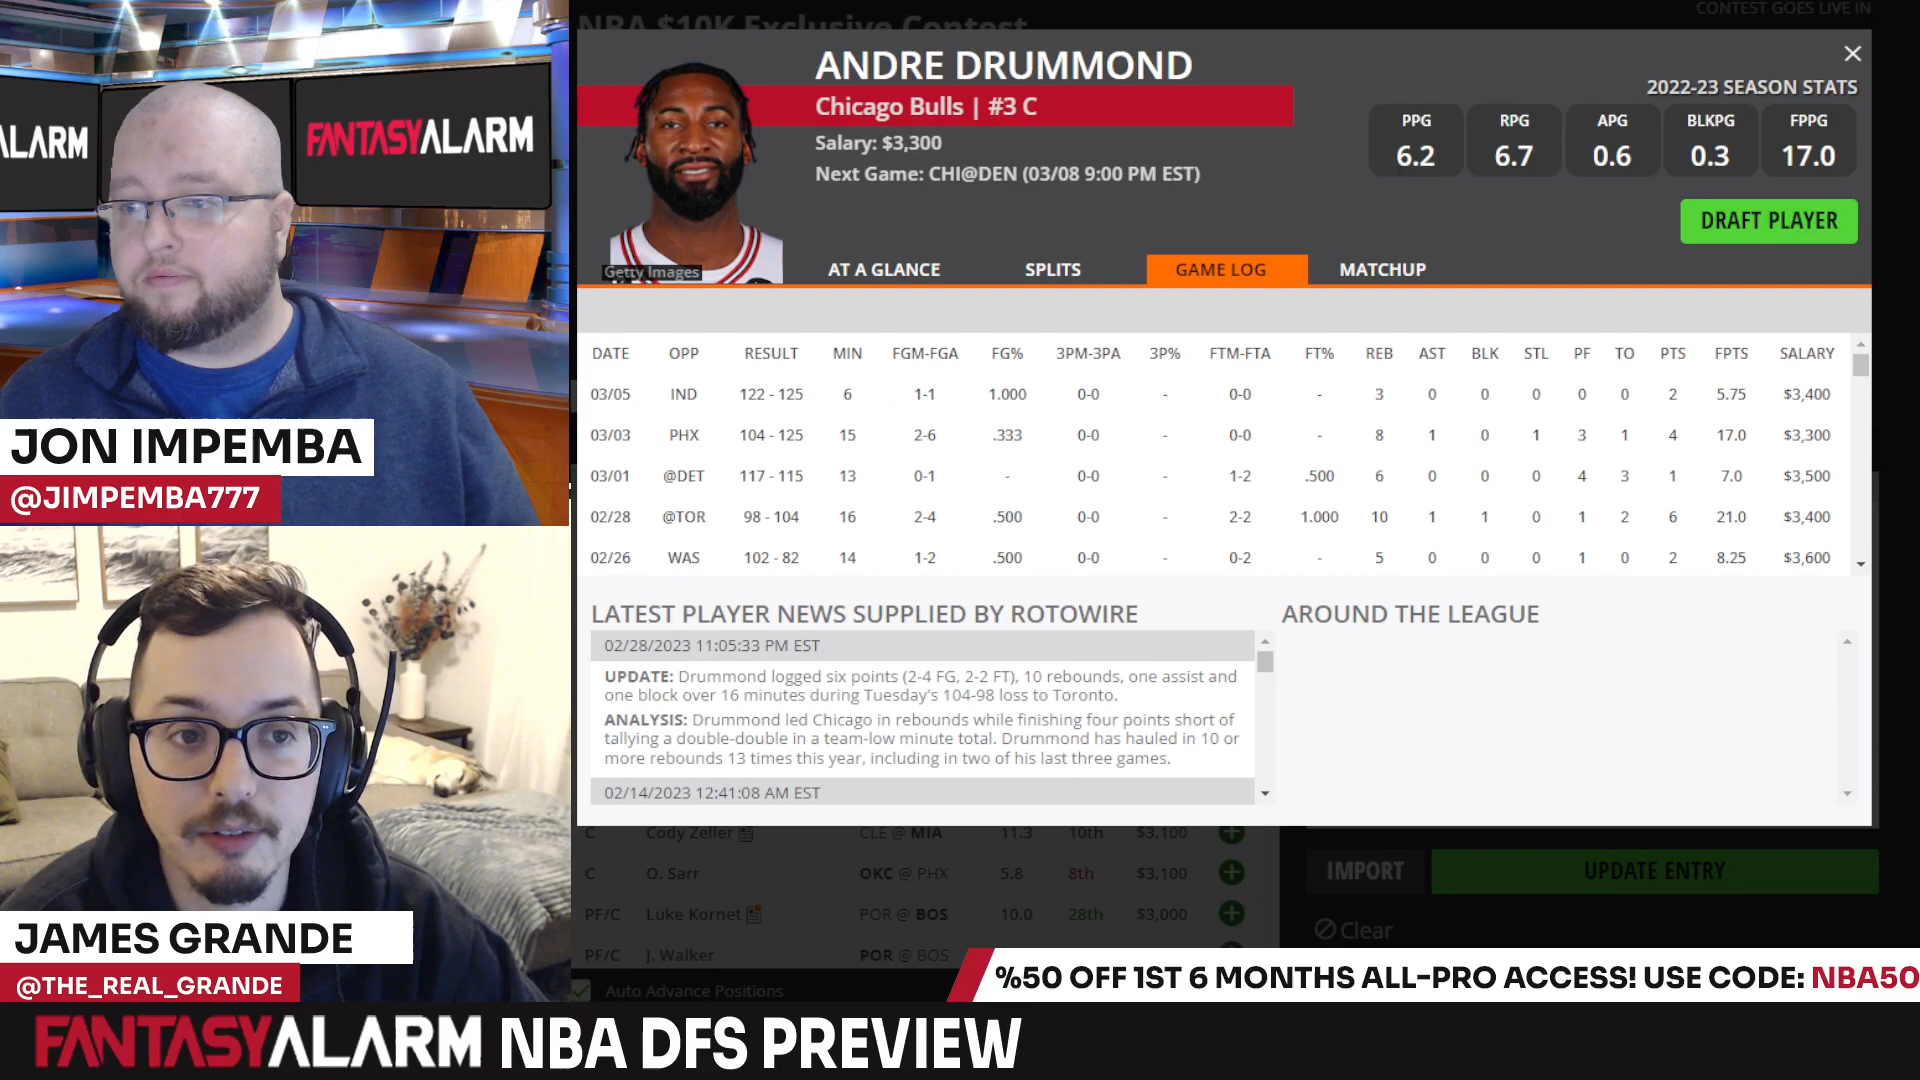 ALARM
FANTASYALARM
JON IMPEMBA
@JIMPEMBA777
JAMES GRANDE
@THE_REAL_GRANDE
NBA $10K Exclusive Contest
CONTEST GOES LIVE IN
ANDRE DRUMMOND
Chicago Bulls | #3 C
Salary: $3,300
Next Game: CHI@DEN (03/08 9:00 PM EST)
Getty Images
2022-23 SEASON STATS
PPG RPG APG BLKPG FPPG
6.2 6.7 0.6 0.3 17.0
DRAFT PLAYER
AT A GLANCE SPLITS GAME LOG MATCHUP
DATE OPP RESULT MIN FGM-FGA FG% 3PM-3PA 3P% FTM-FTA FT% REB AST BLK STL PF TO PTS FPTS SALARY
03/05 IND 122 - 125 6 1-1 1.000 0-0 - 0-0 - 3 0 0 0 0 0 2 5.75 $3,400
03/03 PHX 104 - 125 15 2-6 .333 0-0 - 0-0 - 8 1 0 1 3 1 4 17.0 $3,300
03/01 @DET 117 - 115 13 0-1 - 0-0 - 1-2 .500 6 0 0 0 4 3 1 7.0 $3,500
02/28 @TOR 98 - 104 16 2-4 .500 0-0 - 2-2 1.000 10 1 1 0 1 2 6 21.0 $3,400
02/26 WAS 102 - 82 14 1-2 .500 0-0 - 0-2 - 5 0 0 0 1 0 2 8.25 $3,600
LATEST PLAYER NEWS SUPPLIED BY ROTOWIRE
02/28/2023 11:05:33 PM EST
UPDATE: Drummond logged six points (2-4 FG, 2-2 FT), 10 rebounds, one assist and
one block over 16 minutes during Tuesday's 104-98 loss to Toronto.
ANALYSIS: Drummond led Chicago in rebounds while finishing four points short of
tallying a double-double in a team-low minute total. Drummond has hauled in 10 or
more rebounds 13 times this year, including in two of his last three games.
02/14/2023 12:41:08 AM EST
AROUND THE LEAGUE
C Cody Zeller CLE @ MIA 11.3 10th $3,100
C O. Sarr OKC @ PHX 5.8 8th $3,100
PF/C Luke Kornet POR @ BOS 10.0 28th $3,000
PF/C J. Walker POR @ BOS
Auto Advance Positions
IMPORT UPDATE ENTRY
Clear
%50 OFF 1ST 6 MONTHS ALL-PRO ACCESS! USE CODE: NBA50
FANTASYALARM NBA DFS PREVIEW